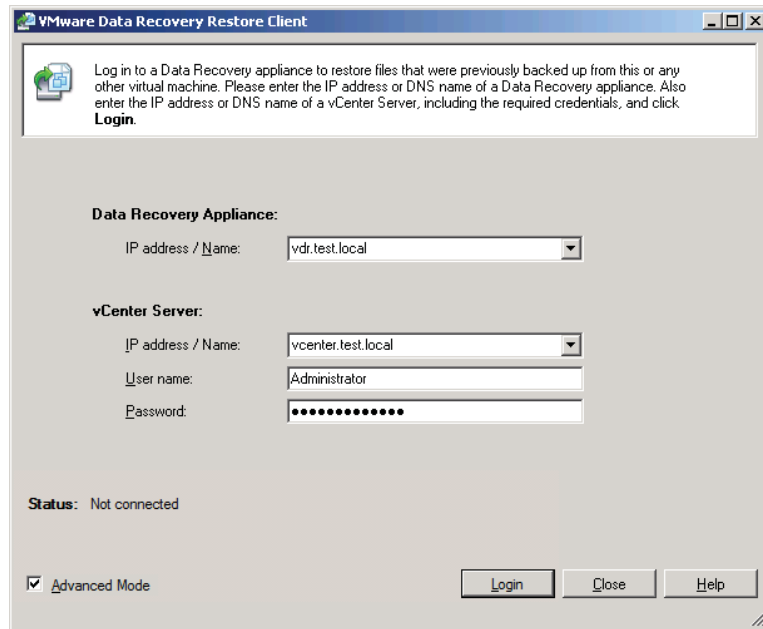 VMware Data Recovery Restore Client
Log in to a Data Recovery appliance to restore files that were previously backed up from this or any
other virtual machine. Please enter the IP address or DNS name of a Data Recovery appliance. Also
enter the IP address or DNS name of a vCenter Server, including the required credentials, and click
Login.
Data Recovery Appliance:
IP address / Name: vdr.test.local
vCenter Server:
IP address / Name: vcenter.test.local
User name: Administrator
Password: ●●●●●●●●●●●●●
Status: Not connected
Advanced Mode Login Close Help